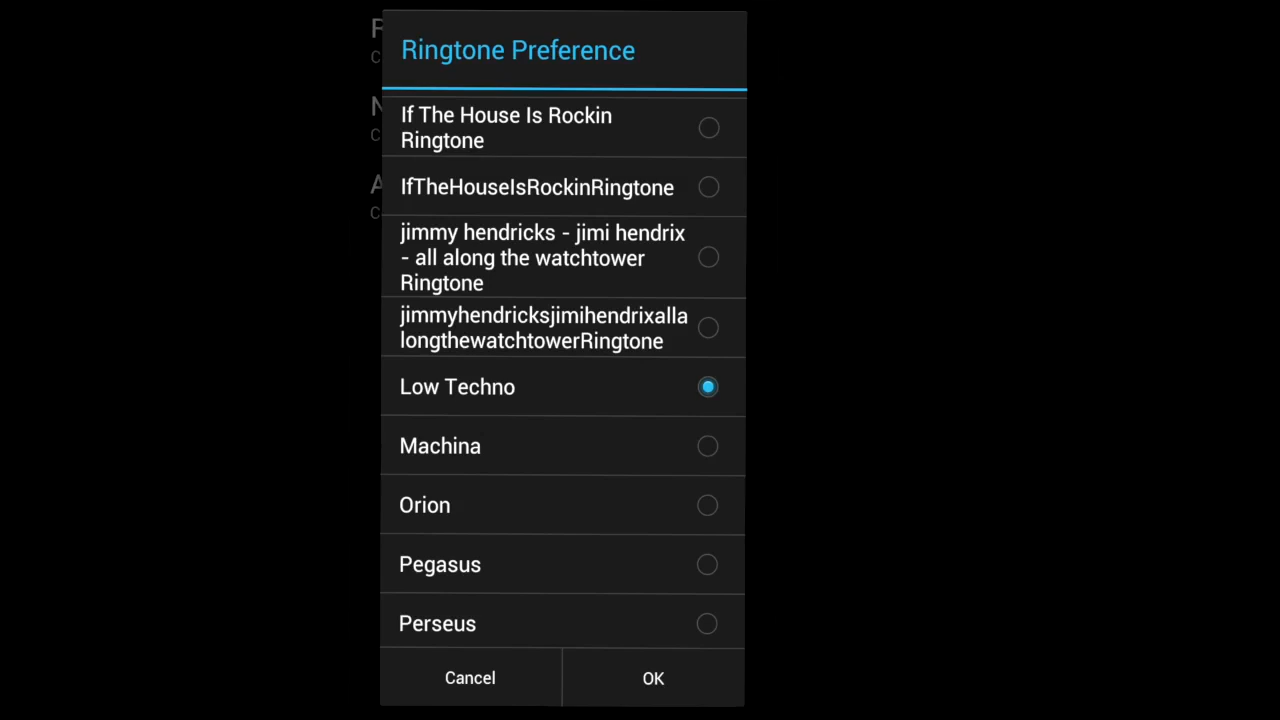 Ringtone Preference
If The House Is Rockin
Ringtone
IfTheHouseIsRockinRingtone
jimmy hendricks - jimi hendrix
- all along the watchtower
Ringtone
jimmyhendricksjimihendrixalla
longthewatchtowerRingtone
Low Techno
Machina
Orion
Pegasus
Perseus
Cancel
OK